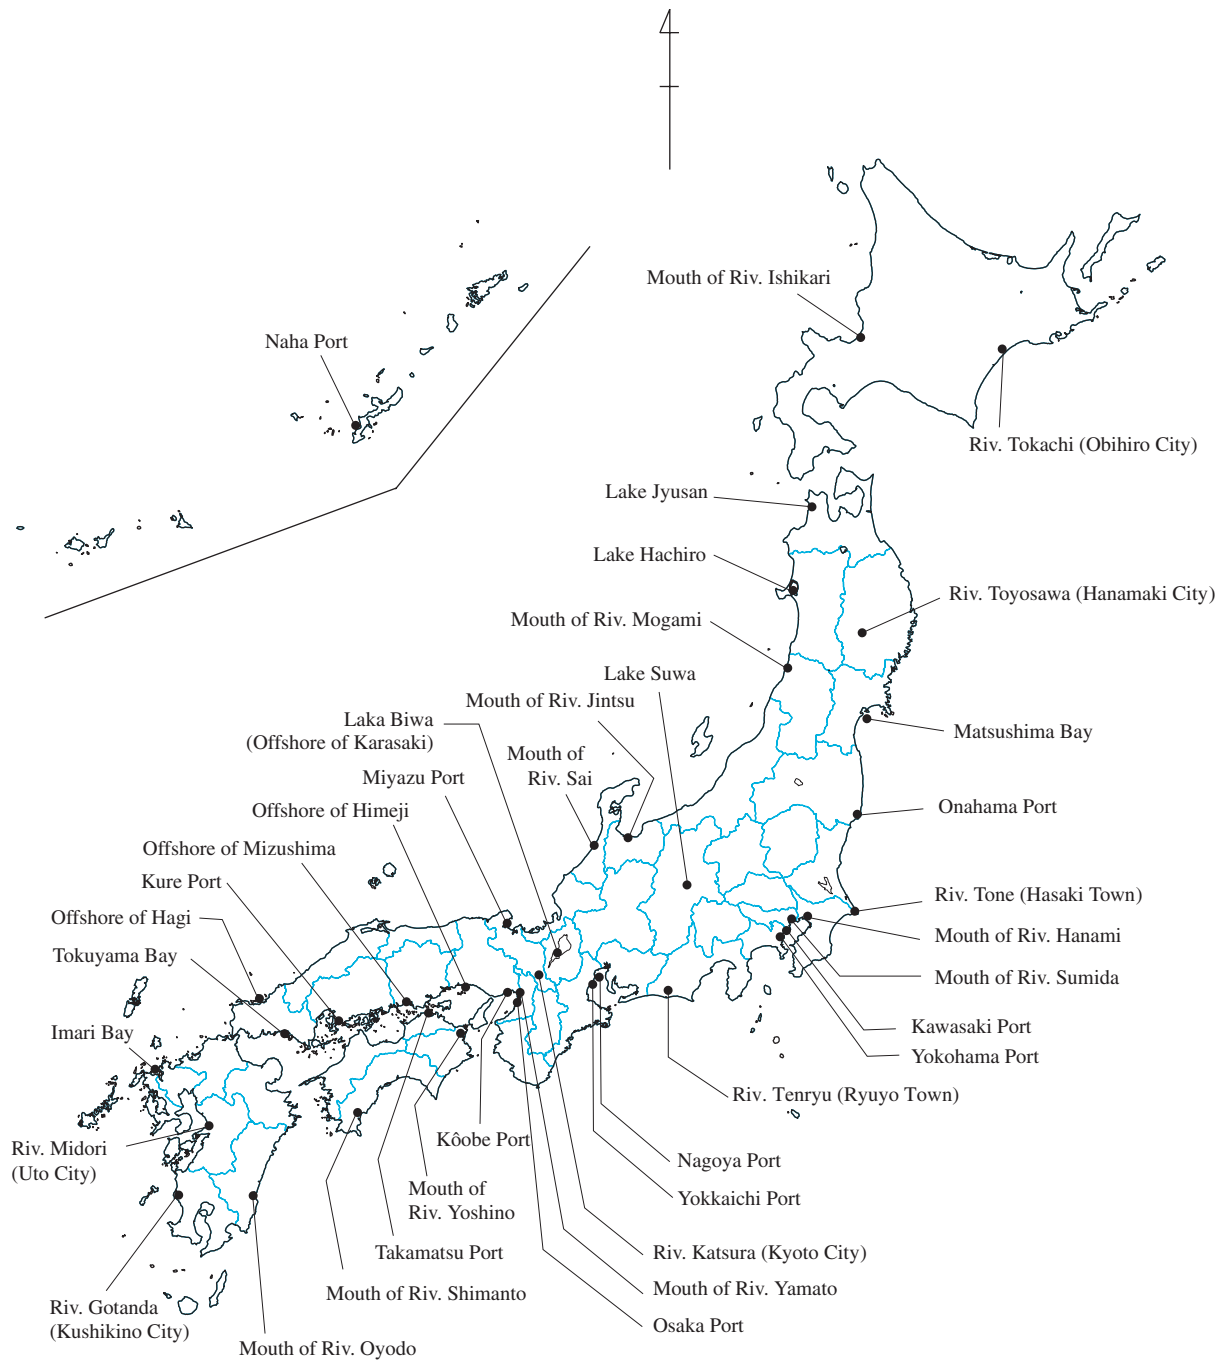 4
Mouth of Riv. Ishikari
Naha Port
Riv. Tokachi (Obihiro City)
Lake Jyusan
Lake Hachiro
Riv. Toyosawa (Hanamaki City)
Mouth of Riv. Mogami
Lake Suwa
Mouth of Riv. Jintsu
Laka Biwa
(Offshore of Karasaki)
Matsushima Bay
Mouth of
Riv. Sai
Miyazu Port
Offshore of Himeji
Onahama Port
Offshore of Mizushima
Kure Port
Riv. Tone (Hasaki Town)
Offshore of Hagi
Mouth of Riv. Hanami
Tokuyama Bay
Mouth of Riv. Sumida
Imari Bay
Kawasaki Port
Yokohama Port
Riv. Tenryu (Ryuyo Town)
Kôobe Port
Riv. Midori
(Uto City)
Nagoya Port
Mouth of
Riv. Yoshino
Yokkaichi Port
Takamatsu Port
Riv. Katsura (Kyoto City)
Mouth of Riv. Shimanto
Mouth of Riv. Yamato
Riv. Gotanda
(Kushikino City)
Osaka Port
Mouth of Riv. Oyodo